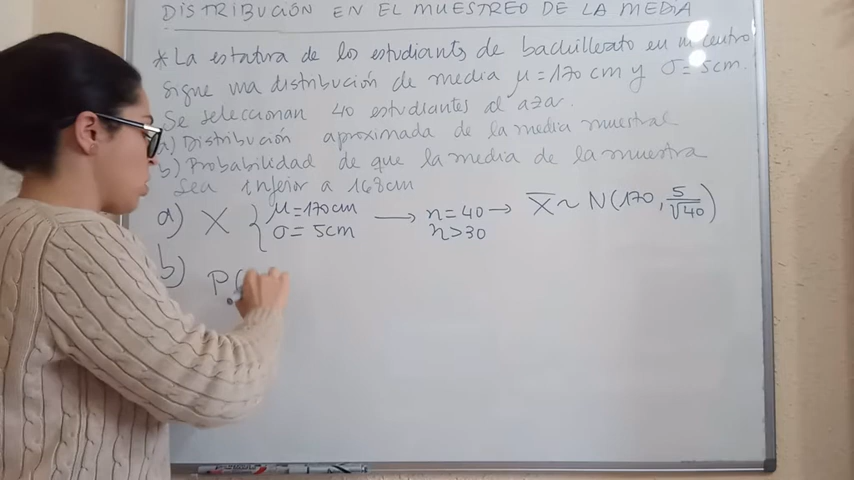 DISTRIBUCIÓN EN EL MUESTREO DE LA MEDIA
* La estatura de los estudiants de bachillerato en un centro
sigue una distribución de media μ = 170 cm y σ = 5cm.
Se seleccionan 40 estudiantes al azar.
a) Distribución aproximada de la media muestral
b) Probabilidad de que la media de la muestra
sea inferior a 168cm
a) X { μ = 170 cm σ = 5cm → n = 40 n > 30 → X̅ ~ N(170, 5/√40)
b) P(